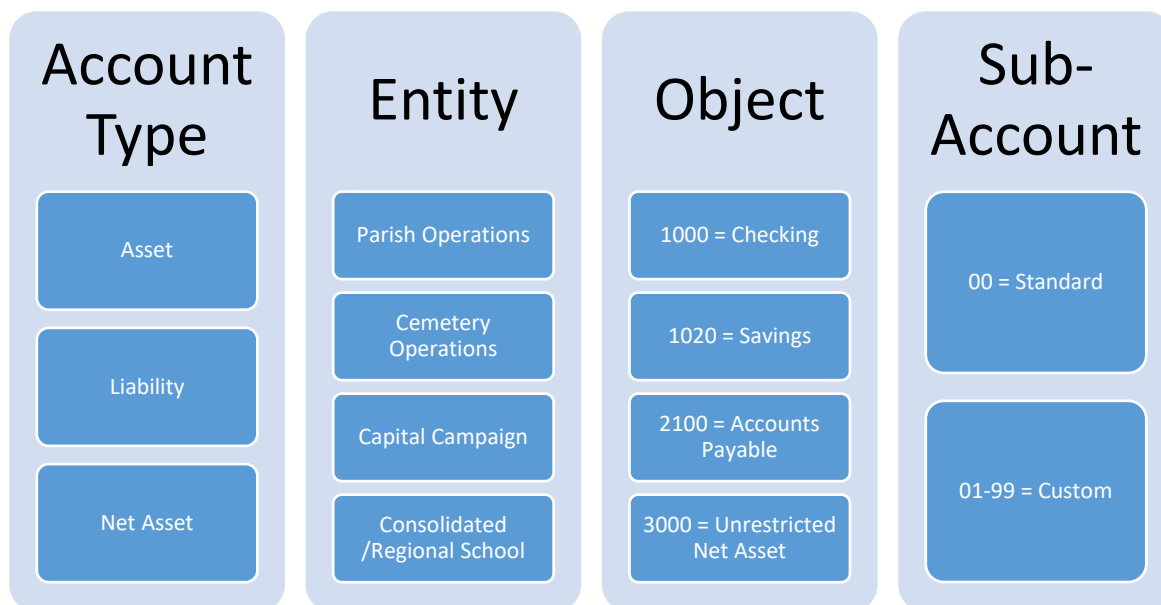 Account
Type
Asset
Liability
Net Asset
Entity
Parish Operations
Cemetery
Operations
Capital Campaign
Consolidated
/Regional School
Object
1000 = Checking
1020 = Savings
2100 = Accounts
Payable
3000 = Unrestricted
Net Asset
Sub-
Account
00 = Standard
01-99 = Custom